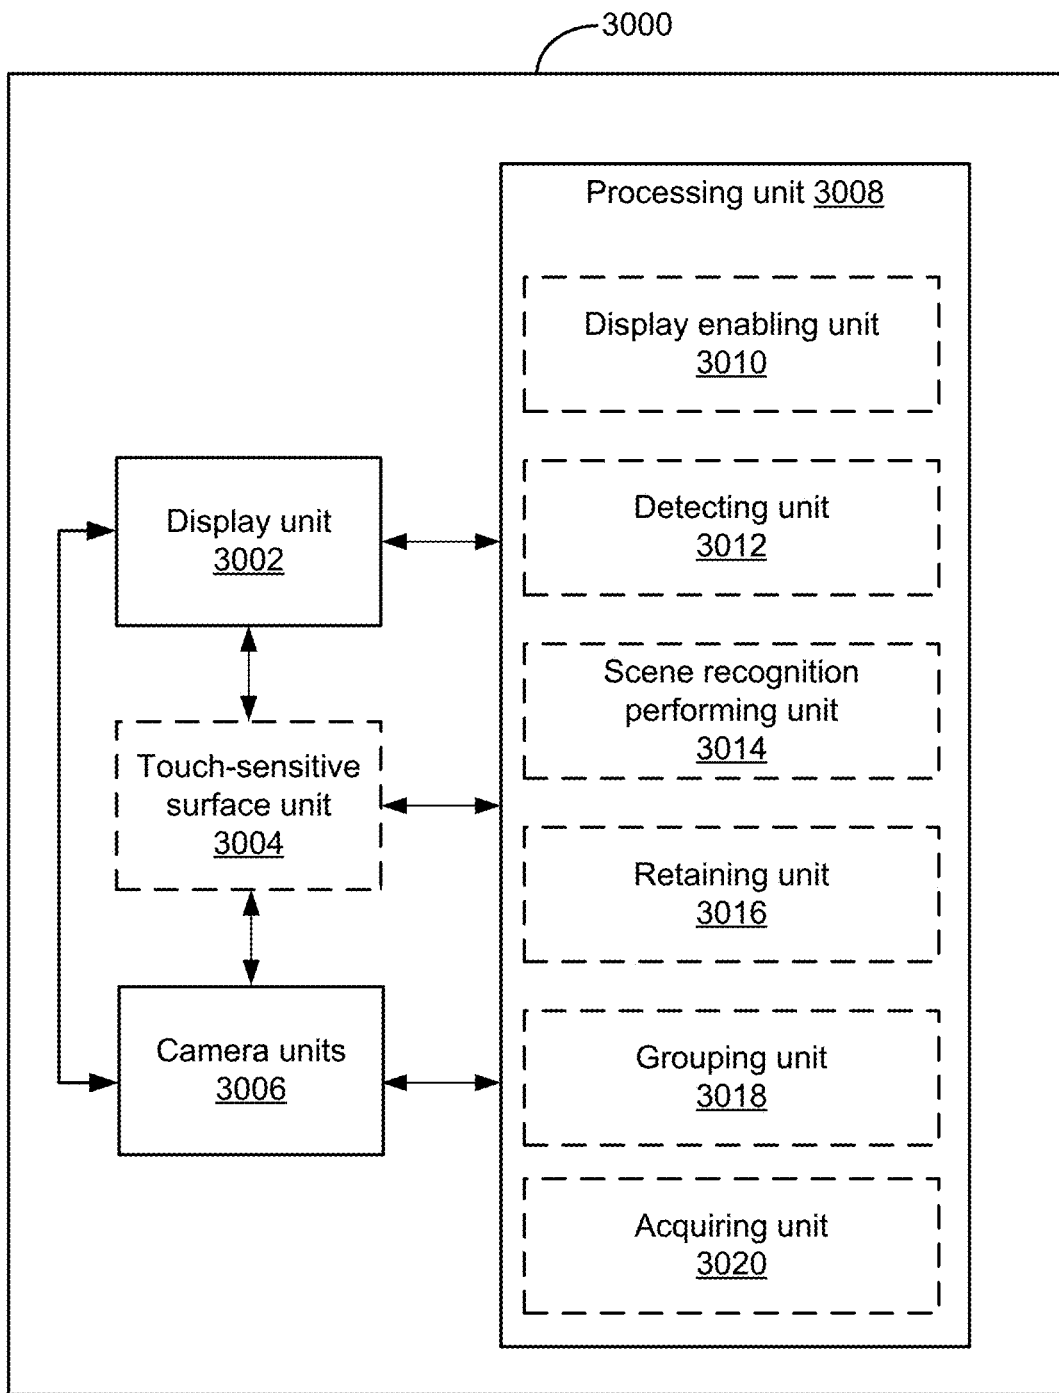 3000
Processing unit 3008
Display enabling unit
3010
Detecting unit
3012
Scene recognition
performing unit
3014
Retaining unit
3016
Grouping unit
3018
Acquiring unit
3020
Display unit
3002
Touch-sensitive
surface unit
3004
Camera units
3006